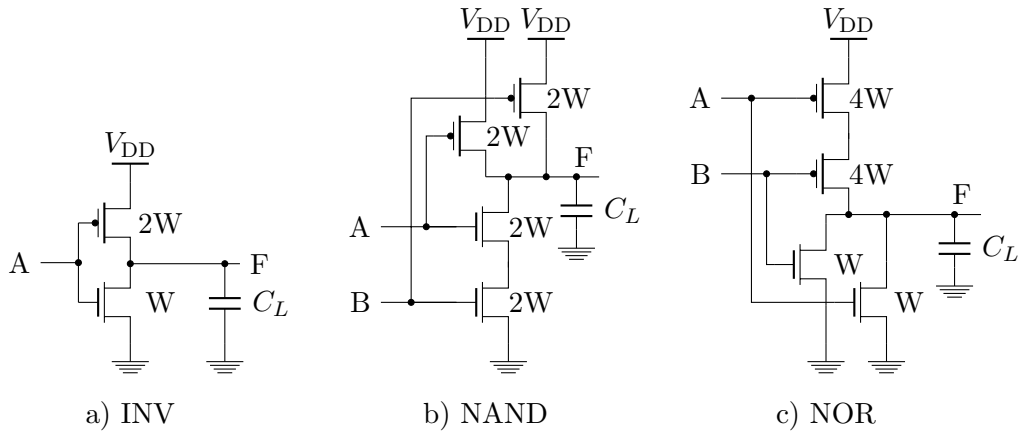 V_DD
A
2W
W
F
C_L
a) INV
V_DD V_DD
2W
2W
F
C_L
A
2W
B
2W
b) NAND
V_DD
A
4W
B
4W
F
W
C_L
W
c) NOR